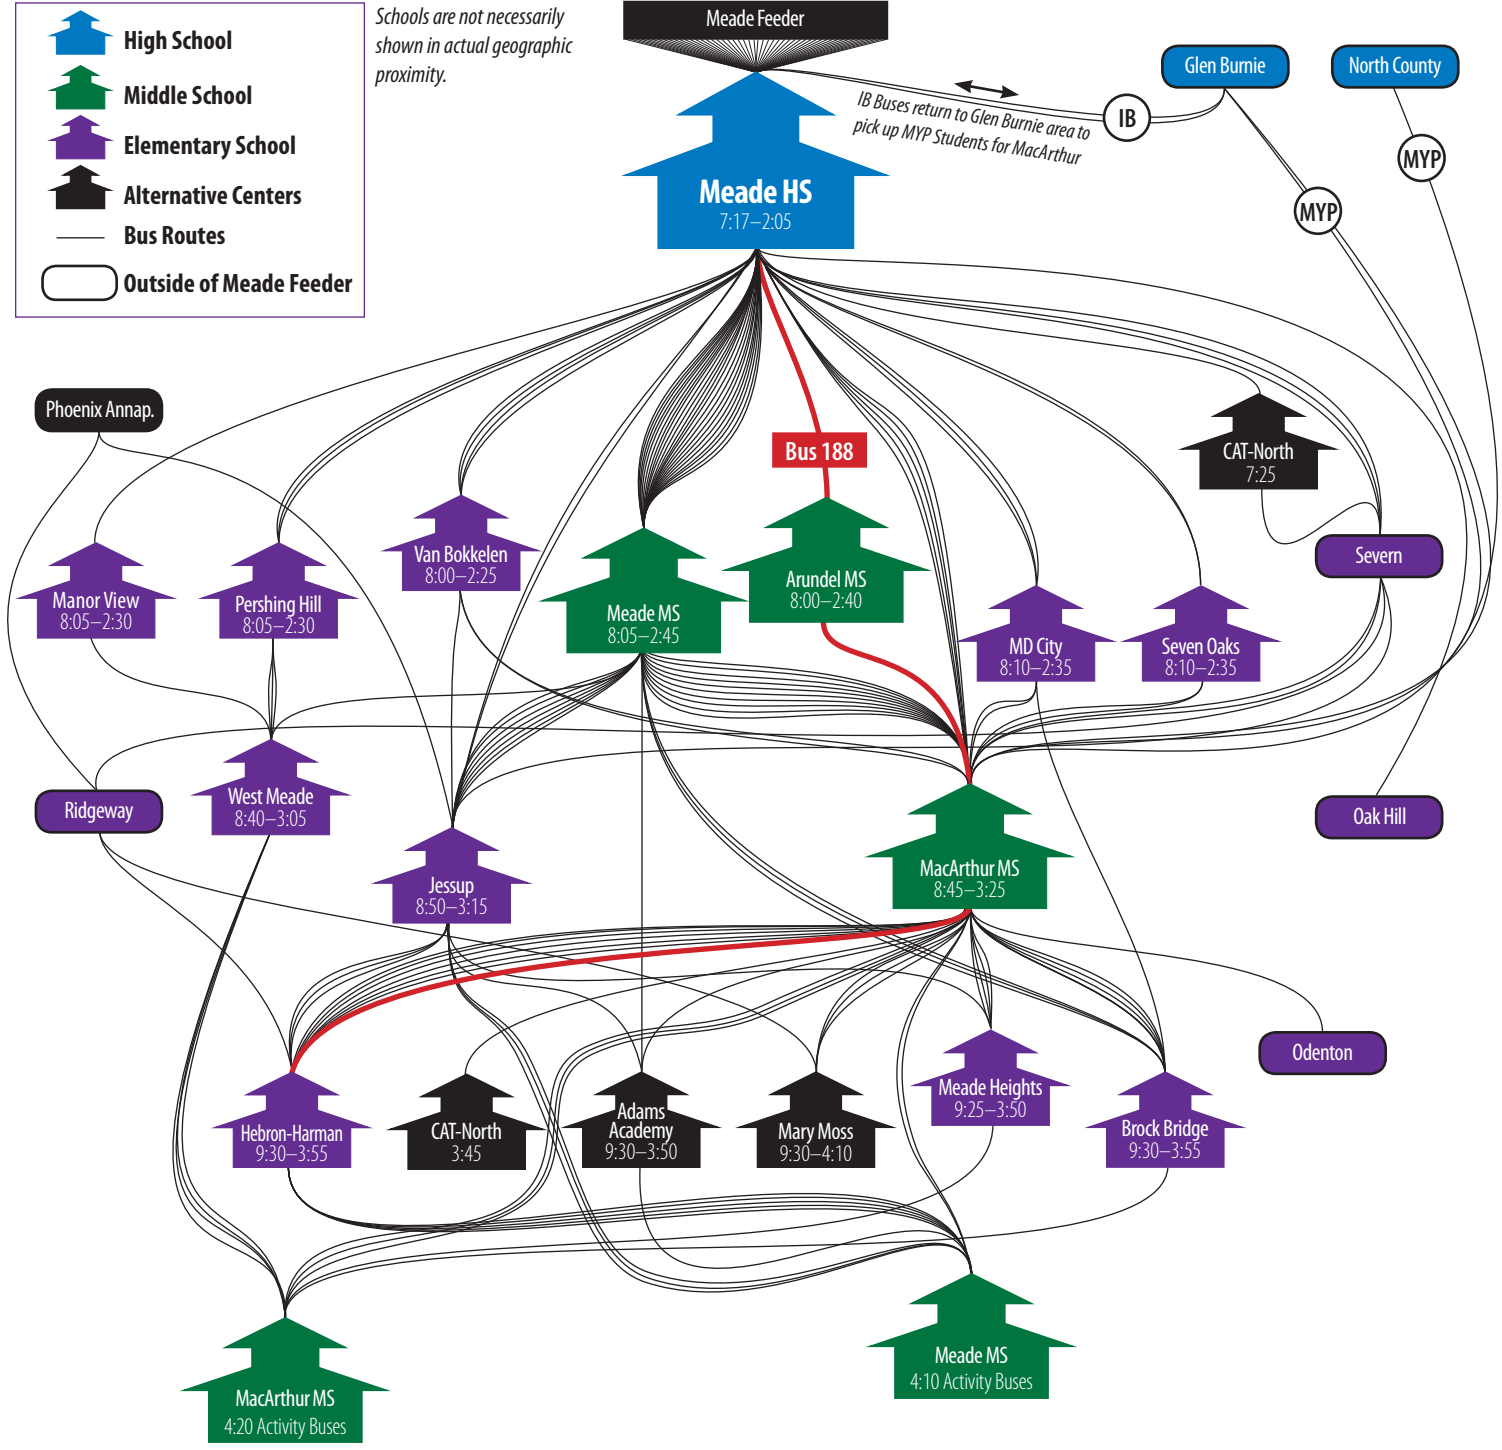 High School
Middle School
Elementary School
Alternative Centers
Bus Routes
Outside of Meade Feeder
Schools are not necessarily
shown in actual geographic
proximity.
Meade Feeder
Glen Burnie
North County
IB Buses return to Glen Burnie area to
pick up MYP Students for MacArthur
IB
MYP
MYP
Meade HS
7:17–2:05
Phoenix Annap.
Bus 188
CAT-North
7:25
Van Bokkelen
8:00–2:25
Severn
Arundel MS
8:00–2:40
Manor View
8:05–2:30
Pershing Hill
8:05–2:30
Meade MS
8:05–2:45
MD City
8:10–2:35
Seven Oaks
8:10–2:35
Ridgeway
West Meade
8:40–3:05
Oak Hill
Jessup
8:50–3:15
MacArthur MS
8:45–3:25
Odenton
Hebron-Harman
9:30–3:55
CAT-North
3:45
Adams
Academy
9:30–3:50
Mary Moss
9:30–4:10
Meade Heights
9:25–3:50
Brock Bridge
9:30–3:55
Meade MS
4:10 Activity Buses
MacArthur MS
4:20 Activity Buses